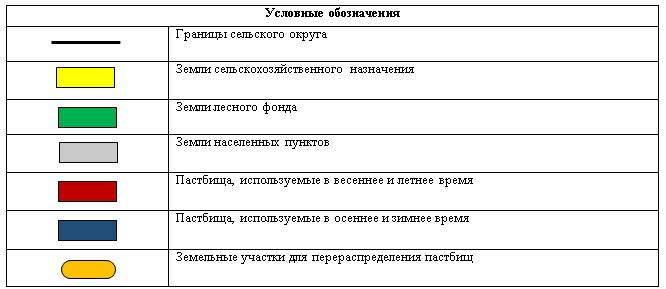 Условные обозначения
Границы сельского округа
Земли сельскохозяйственного назначения
Земли лесного фонда
Земли населенных пунктов
Пастбища, используемые в весеннее и летнее время
Пастбища, используемые в осеннее и зимнее время
Земельные участки для перераспределения пастбищ